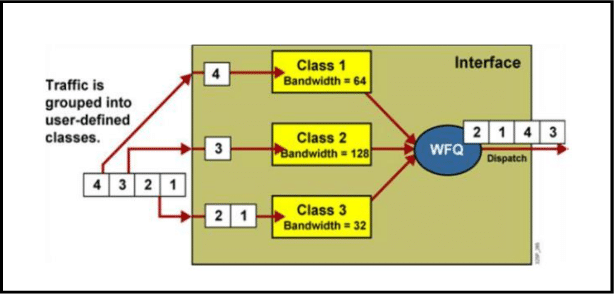 Traffic is
grouped into
user-defined
classes.
4 3 2 1
4
3
2 1
Class 1
Bandwidth = 64
Class 2
Bandwidth = 128
Class 3
Bandwidth = 32
Interface
WFQ
2 1 4 3
Dispatch